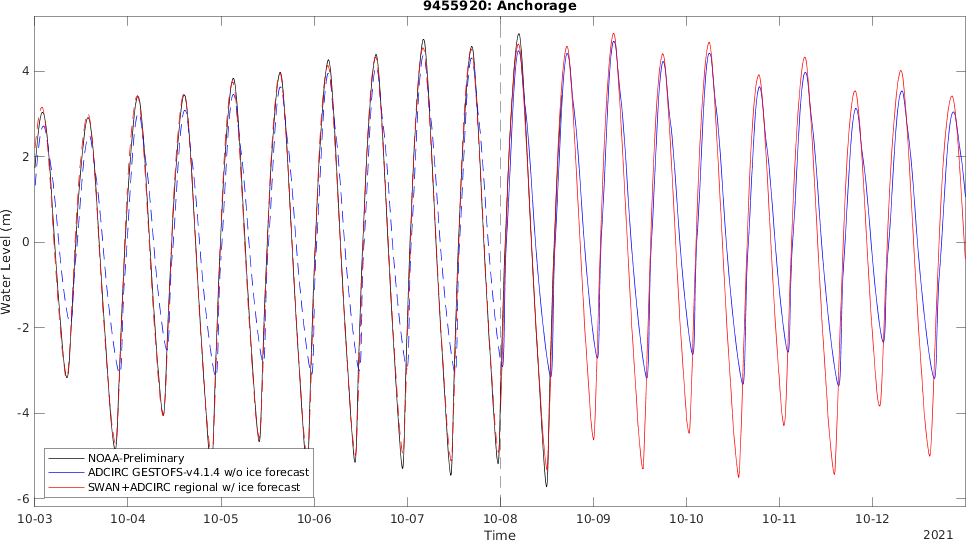 9455920: Anchorage
Water Level (m)
4
2
0
-2
-4
-6
NOAA-Preliminary
ADCIRC GESTOFS-v4.1.4 w/o ice forecast
SWAN+ADCIRC regional w/ ice forecast
10-03 10-04 10-05 10-06 10-07 10-08 10-09 10-10 10-11 10-12
Time
2021